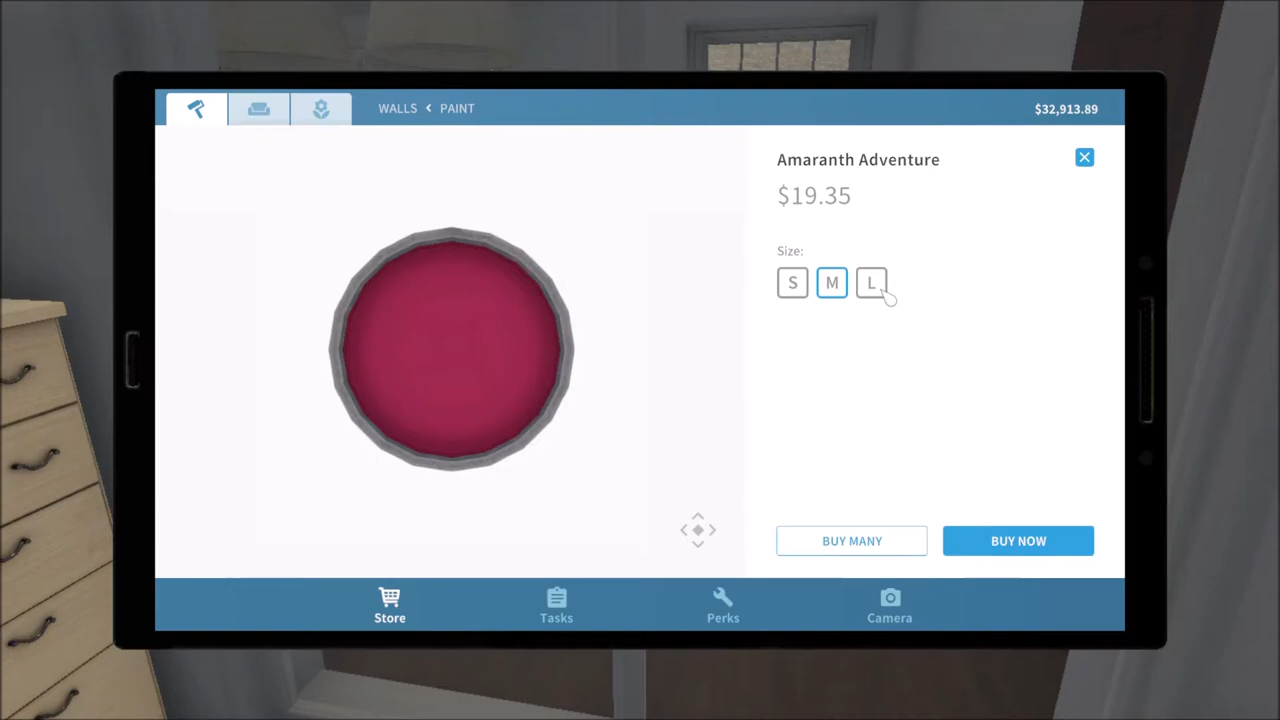 WALLS < PAINT
$32,913.89
Amaranth Adventure
$19.35
Size:
S M L
BUY MANY
BUY NOW
Store
Tasks
Perks
Camera